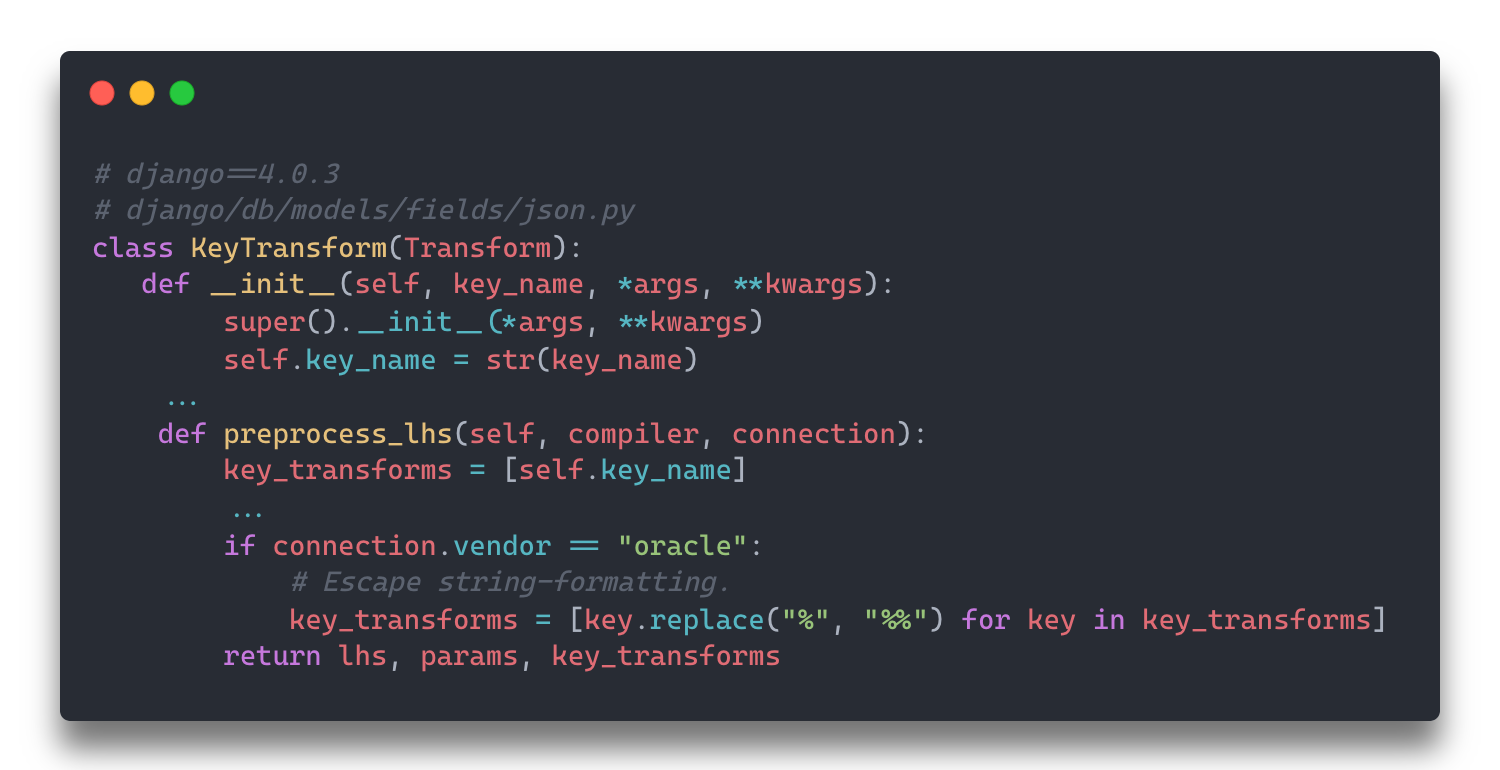 # django==4.0.3
# django/db/models/fields/json.py
class KeyTransform(Transform):
   def __init__(self, key_name, *args, **kwargs):
        super().__init__(*args, **kwargs)
        self.key_name = str(key_name)
     ...
    def preprocess_lhs(self, compiler, connection):
        key_transforms = [self.key_name]
         ...
        if connection.vendor == "oracle":
            # Escape string-formatting.
            key_transforms = [key.replace("%", "%%") for key in key_transforms]
        return lhs, params, key_transforms